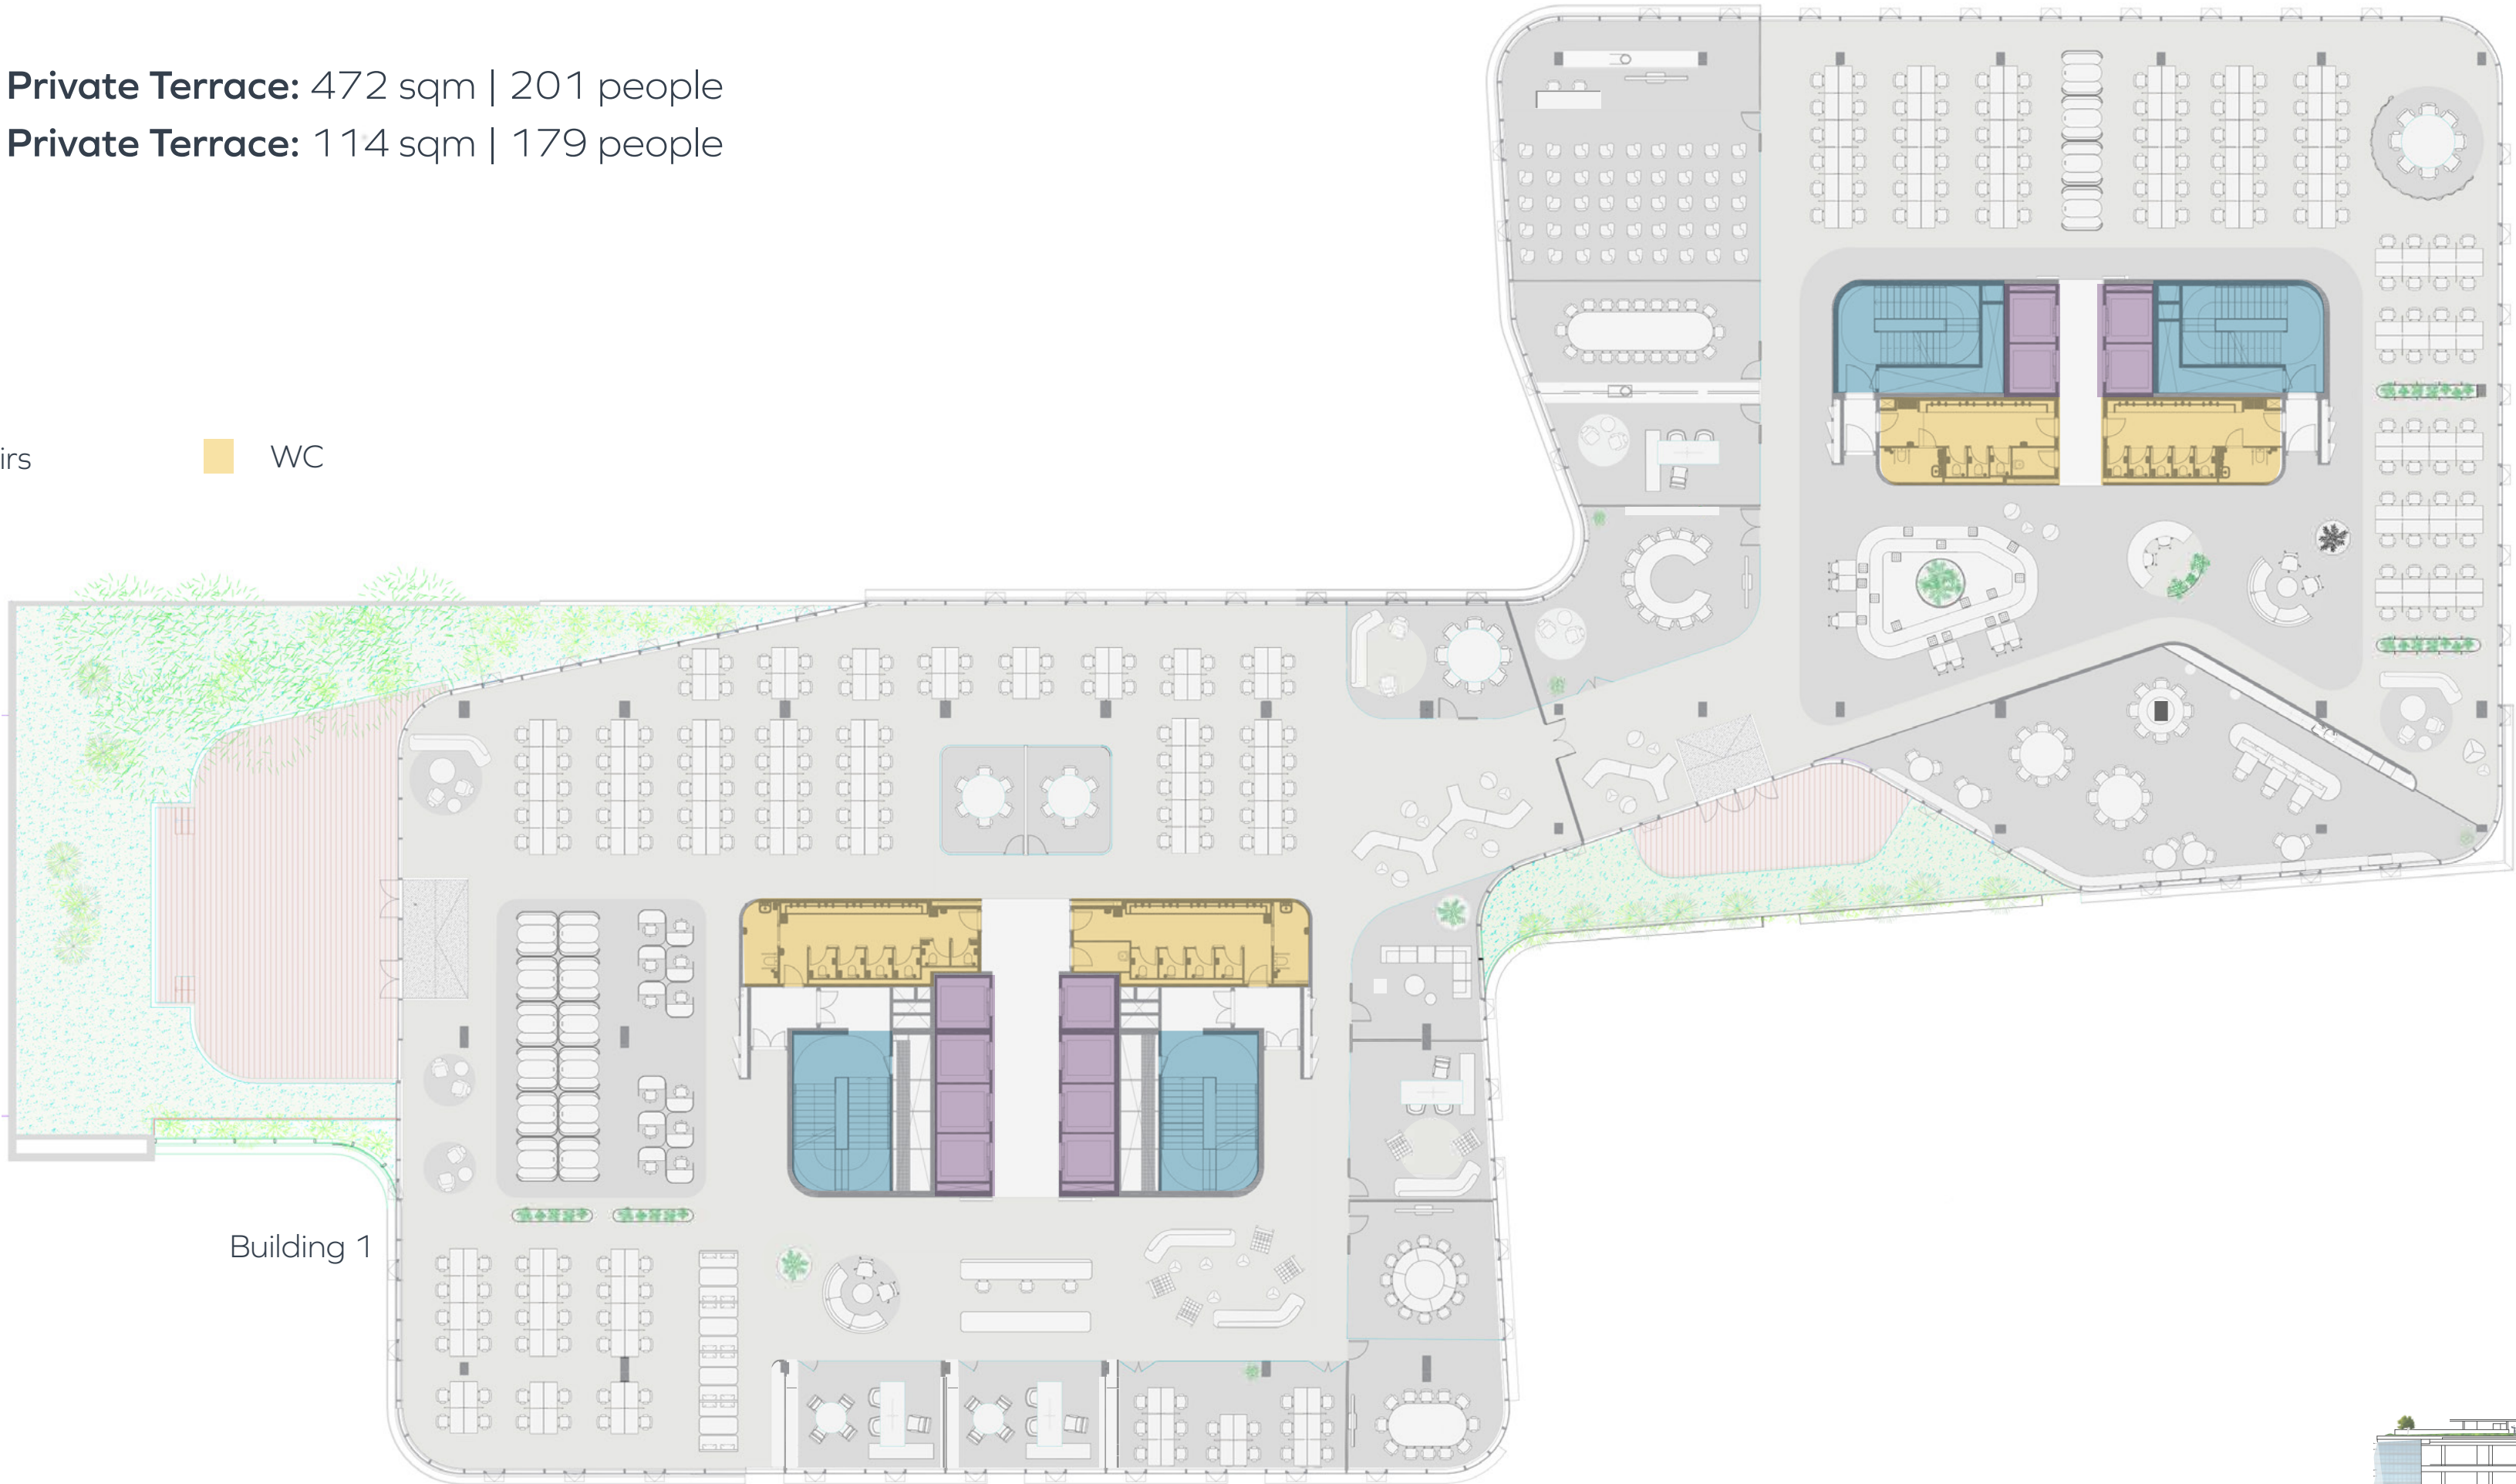 Private Terrace: 472 sqm | 201 people
Private Terrace: 114 sqm | 179 people
irs
WC
Building 1